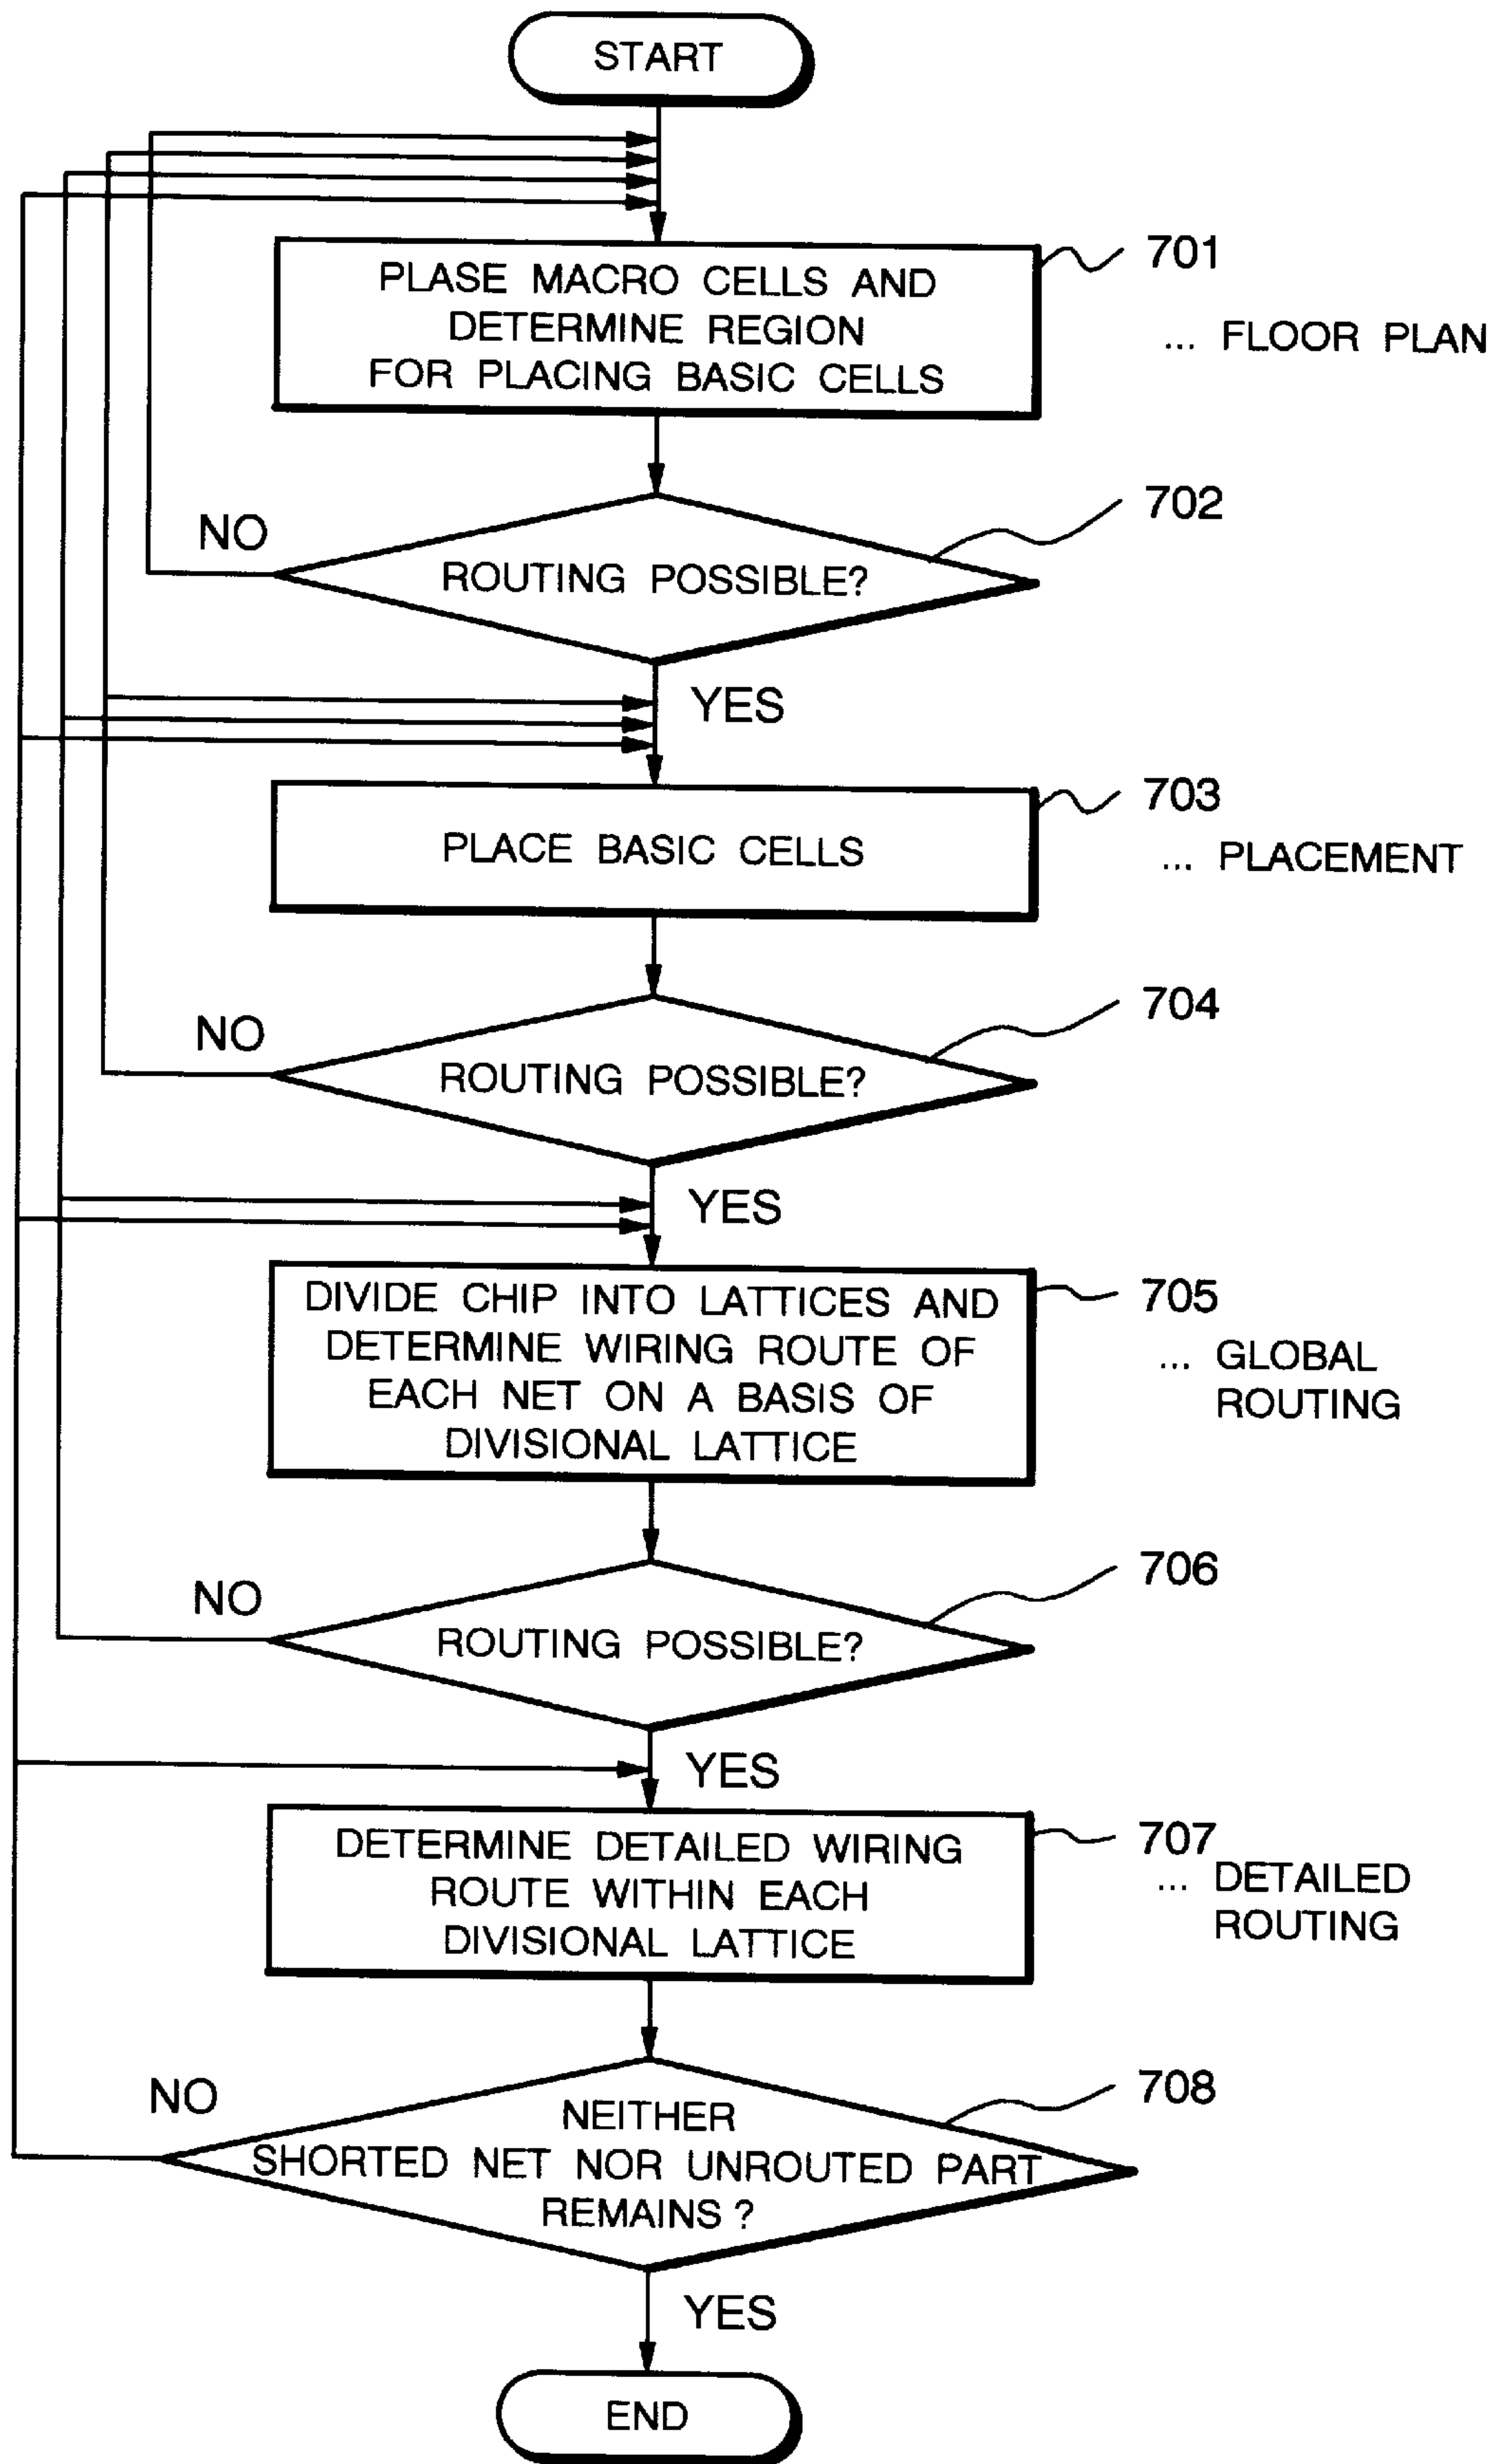 START
701
PLASE MACRO CELLS AND
DETERMINE REGION
FOR PLACING BASIC CELLS
... FLOOR PLAN
702
NO
ROUTING POSSIBLE?
YES
703
PLACE BASIC CELLS
... PLACEMENT
704
NO
ROUTING POSSIBLE?
YES
705
DIVIDE CHIP INTO LATTICES AND
DETERMINE WIRING ROUTE OF
EACH NET ON A BASIS OF
DIVISIONAL LATTICE
... GLOBAL
ROUTING
706
NO
ROUTING POSSIBLE?
YES
707
DETERMINE DETAILED WIRING
ROUTE WITHIN EACH
DIVISIONAL LATTICE
... DETAILED
ROUTING
708
NO
NEITHER
SHORTED NET NOR UNROUTED PART
REMAINS ?
YES
END